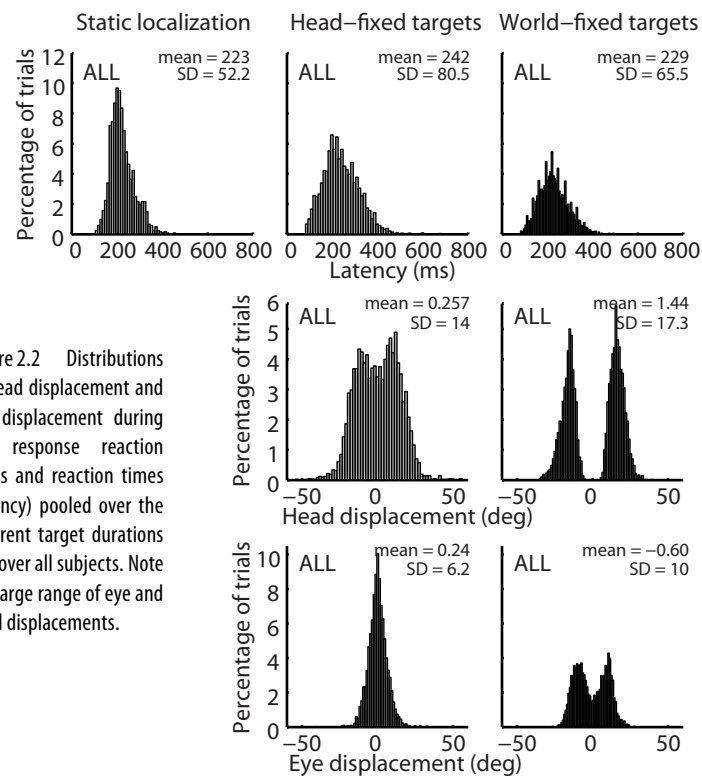 Static localization
Head−fixed targets
World−fixed targets
Percentage of trials
12
10
8
6
4
2
0
ALL
mean = 223
SD = 52.2
0 200 400 600 800
ALL
mean = 242
SD = 80.5
0 200 400 600 800
ALL
mean = 229
SD = 65.5
0 200 400 600 800
Latency (ms)
Percentage of trials
6
5
4
3
2
1
0
ALL
mean = 0.257
SD = 14
−50 0 50
ALL
mean = 1.44
SD = 17.3
−50 0 50
Head displacement (deg)
Percentage of trials
10
8
6
4
2
0
ALL
mean = 0.24
SD = 6.2
−50 0 50
ALL
mean = −0.60
SD = 10
−50 0 50
Eye displacement (deg)
re 2.2 Distributions
ead displacement and
displacement during
response reaction
s and reaction times
ncy) pooled over the
rent target durations
over all subjects. Note
arge range of eye and
d displacements.